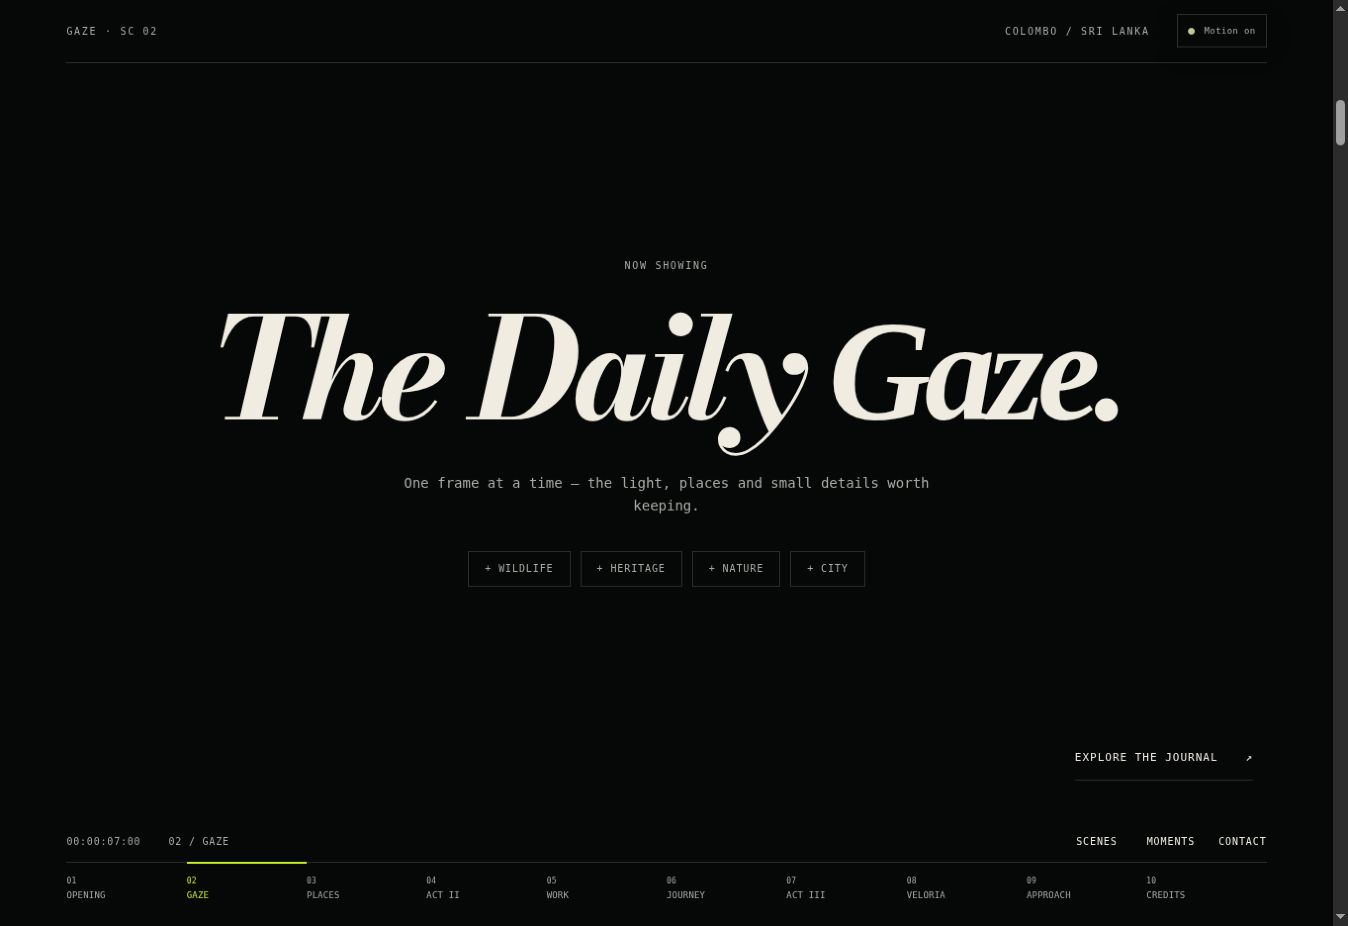 GAZE · SC 02
COLOMBO / SRI LANKA
Motion on
NOW SHOWING
The Daily Gaze.
One frame at a time — the light, places and small details worth
keeping.
+ WILDLIFE
+ HERITAGE
+ NATURE
+ CITY
EXPLORE THE JOURNAL ↗
00:00:07:00 02 / GAZE
SCENES MOMENTS CONTACT
01
OPENING
02
GAZE
03
PLACES
04
ACT II
05
WORK
06
JOURNEY
07
ACT III
08
VELORIA
09
APPROACH
10
CREDITS